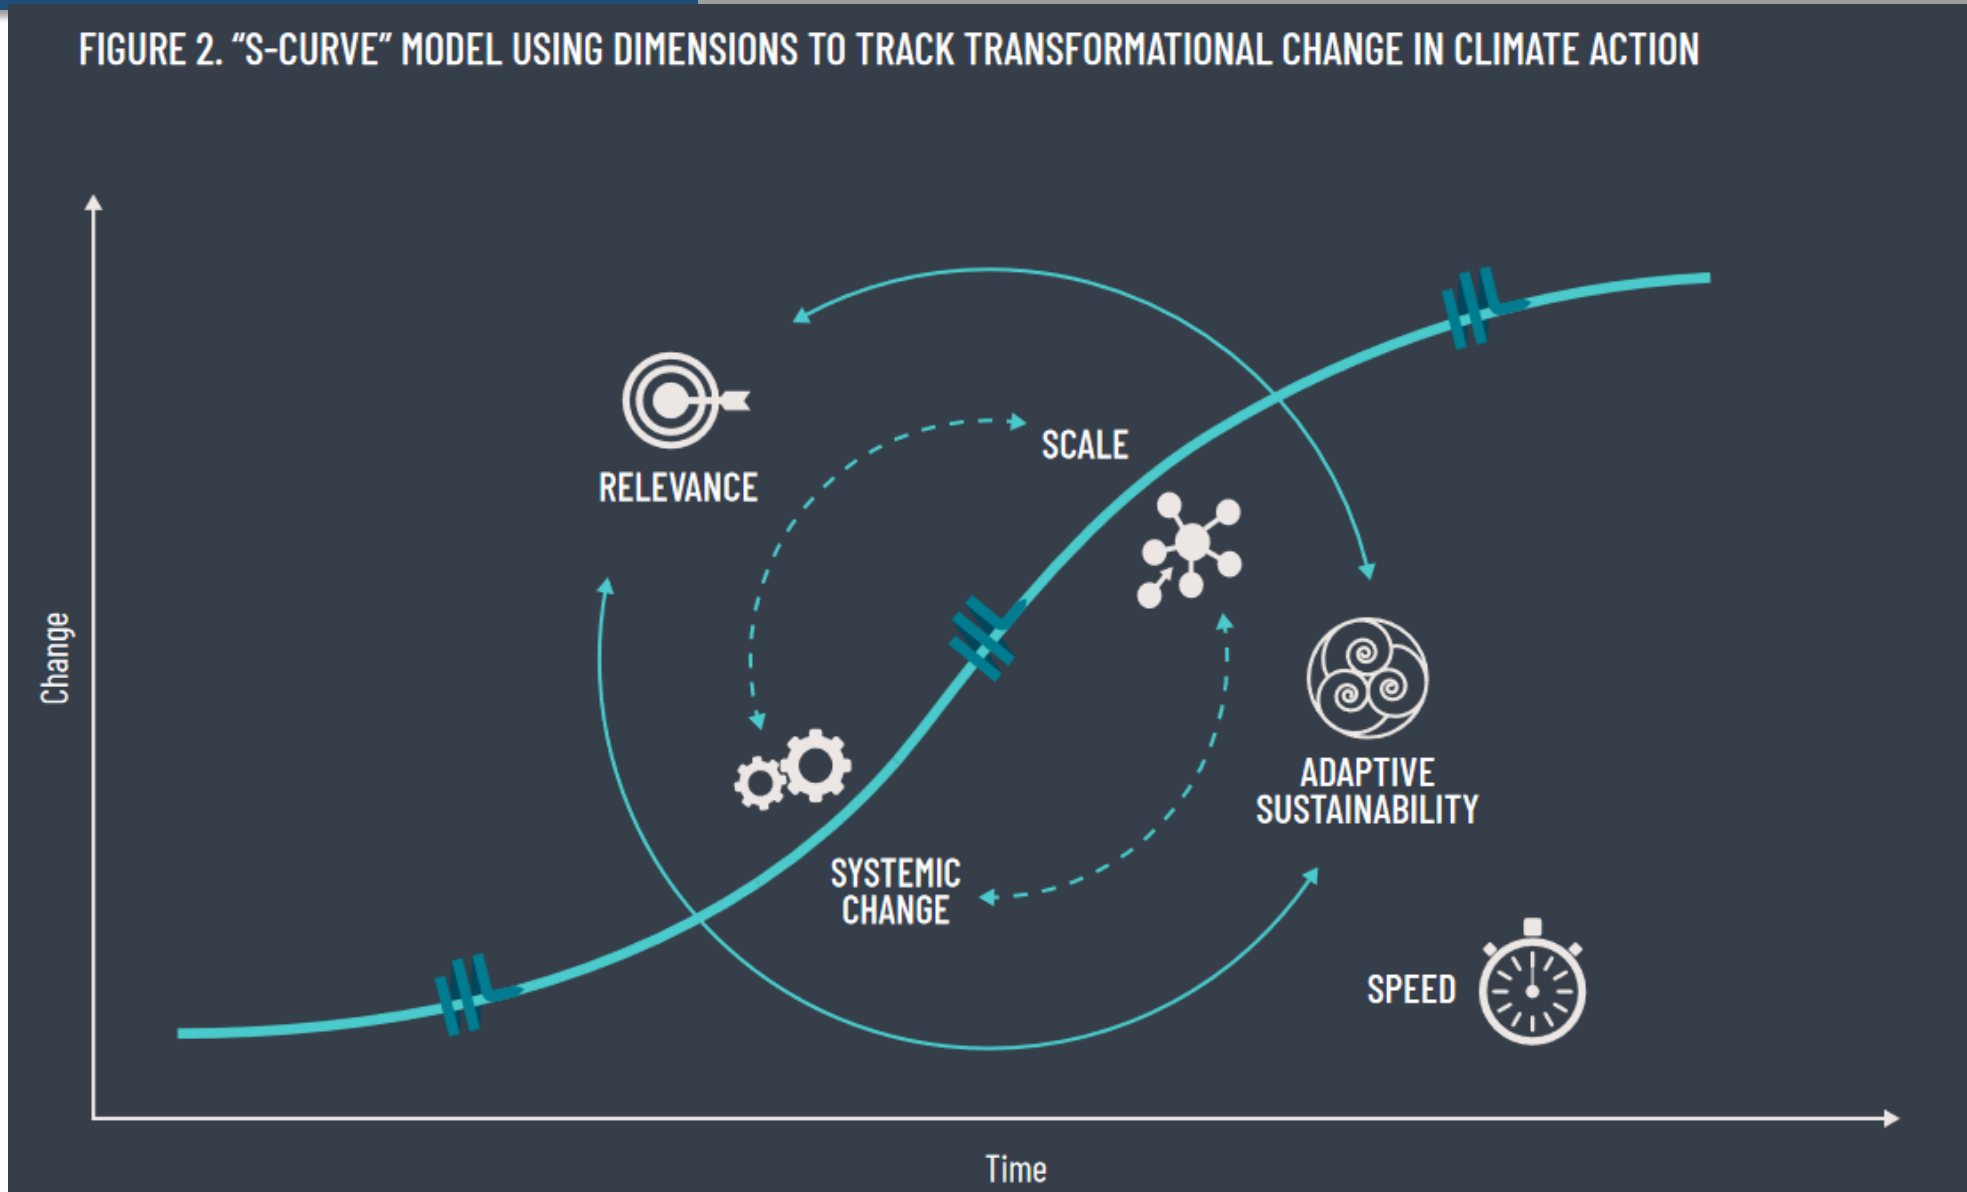 FIGURE 2. “S-CURVE” MODEL USING DIMENSIONS TO TRACK TRANSFORMATIONAL CHANGE IN CLIMATE ACTION
SCALE
RELEVANCE
Change
ADAPTIVE
SUSTAINABILITY
SYSTEMIC
CHANGE
SPEED
Time